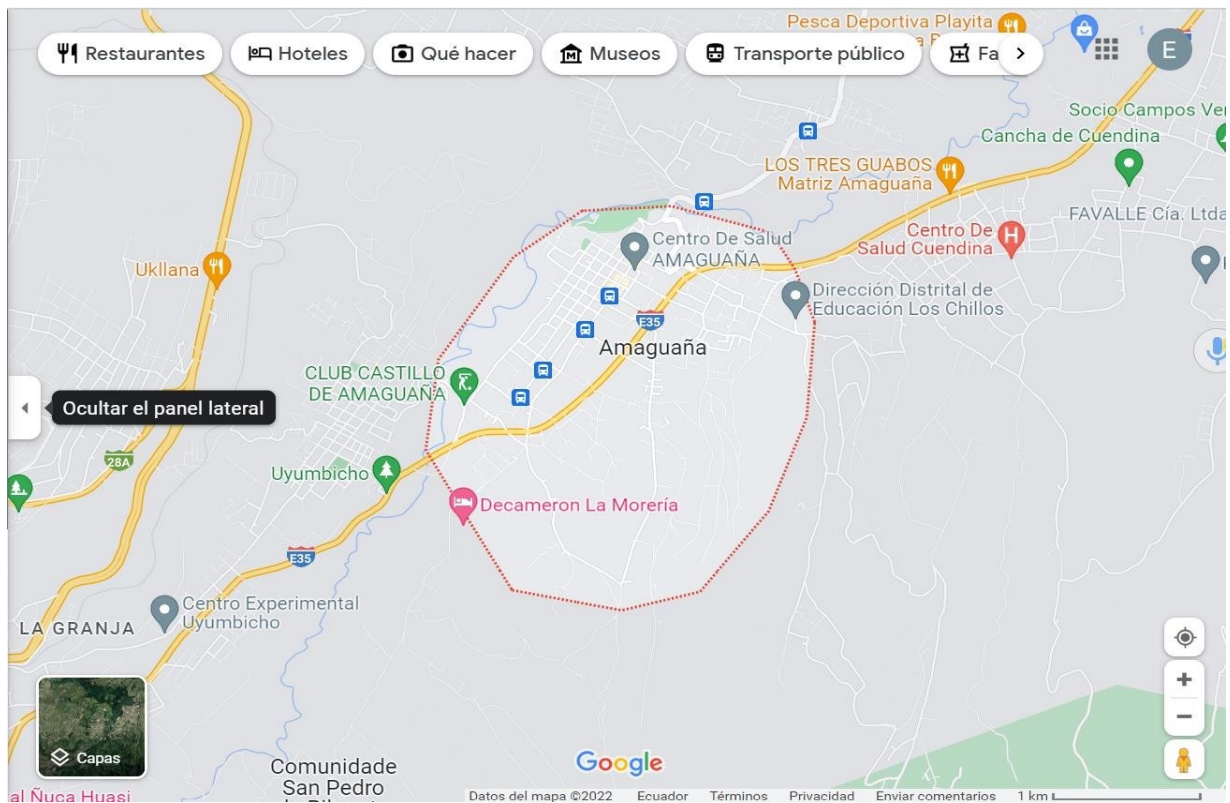 Pesca Deportiva Playita
Restaurantes
Hoteles
Qué hacer
Museos
Transporte público
Fa
E
Socio Campos Ver
Cancha de Cuendina
LOS TRES GUABOS
Matriz Amaguaña
FAVALLE Cía. Ltda
Centro De
Salud Cuendina
H
Centro De Salud
AMAGUAÑA
Ukllana
Dirección Distrital de
Educación Los Chillos
E35
Amaguaña
CLUB CASTILLO
DE AMAGUAÑA
Ocultar el panel lateral
28A
Uyumbicho
Decameron La Morería
E35
Centro Experimental
Uyumbicho
LA GRANJA
Capas
Google
Comunidade
San Pedro
al Ñuca Huasi
Datos del mapa ©2022 Ecuador Términos Privacidad Enviar comentarios 1 km